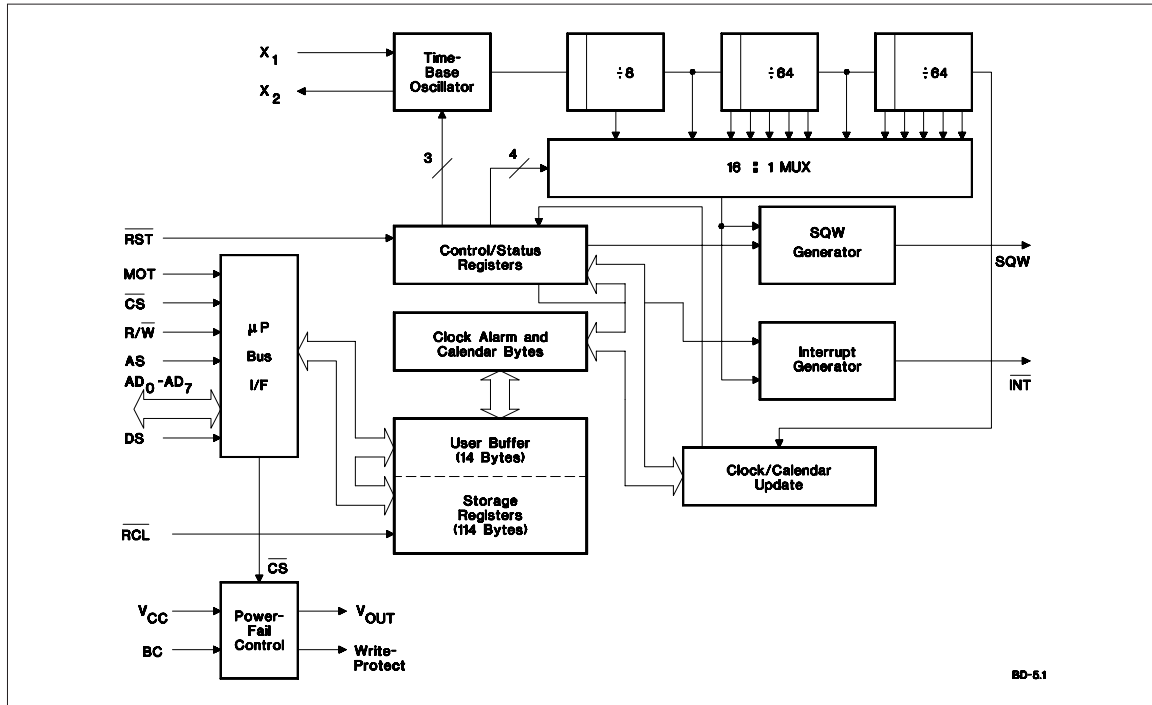 X1
X2
Time-
Base
Oscillator
÷8
÷64
÷64
3
4
16 : 1 MUX
RST
Control/Status
Registers
SQW
Generator
SQW
MOT
CS
R/W
AS
AD0-AD7
DS
µP
Bus
I/F
Clock Alarm and
Calendar Bytes
Interrupt
Generator
INT
User Buffer
(14 Bytes)
Storage
Registers
(114 Bytes)
Clock/Calendar
Update
RCL
CS
VCC
BC
Power-
Fail
Control
VOUT
Write-
Protect
BD-5.1